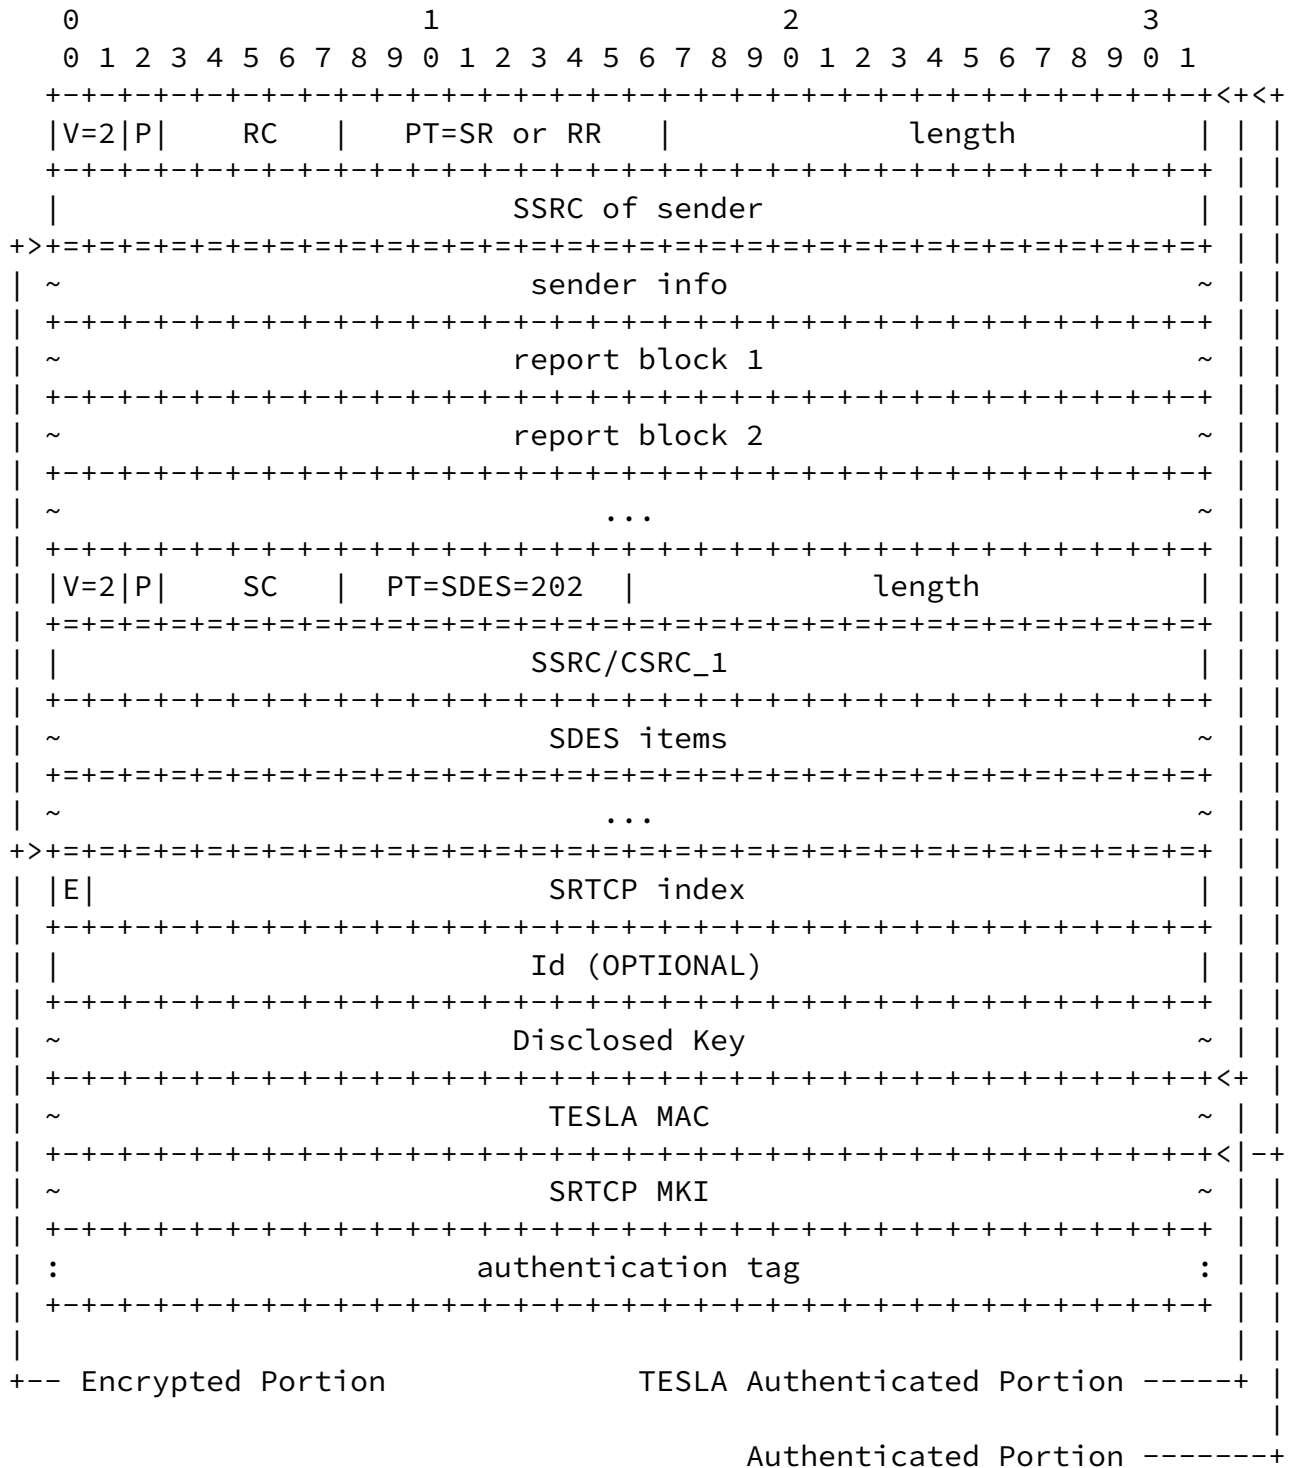 0                   1                   2                   3
    0 1 2 3 4 5 6 7 8 9 0 1 2 3 4 5 6 7 8 9 0 1 2 3 4 5 6 7 8 9 0 1
   +-+-+-+-+-+-+-+-+-+-+-+-+-+-+-+-+-+-+-+-+-+-+-+-+-+-+-+-+-+-+-+-+<+<+
   |V=2|P|    RC   |   PT=SR or RR   |             length          | | |
   +-+-+-+-+-+-+-+-+-+-+-+-+-+-+-+-+-+-+-+-+-+-+-+-+-+-+-+-+-+-+-+-+ | |
   |                         SSRC of sender                        | | |
 +>+=+=+=+=+=+=+=+=+=+=+=+=+=+=+=+=+=+=+=+=+=+=+=+=+=+=+=+=+=+=+=+=+ | |
 | ~                          sender info                          ~ | |
 | +-+-+-+-+-+-+-+-+-+-+-+-+-+-+-+-+-+-+-+-+-+-+-+-+-+-+-+-+-+-+-+-+ | |
 | ~                         report block 1                        ~ | |
 | +-+-+-+-+-+-+-+-+-+-+-+-+-+-+-+-+-+-+-+-+-+-+-+-+-+-+-+-+-+-+-+-+ | |
 | ~                         report block 2                        ~ | |
 | +-+-+-+-+-+-+-+-+-+-+-+-+-+-+-+-+-+-+-+-+-+-+-+-+-+-+-+-+-+-+-+-+ | |
 | ~                              ...                              ~ | |
 | +-+-+-+-+-+-+-+-+-+-+-+-+-+-+-+-+-+-+-+-+-+-+-+-+-+-+-+-+-+-+-+-+ | |
 | |V=2|P|    SC   |  PT=SDES=202  |             length            | | |
 | +=+=+=+=+=+=+=+=+=+=+=+=+=+=+=+=+=+=+=+=+=+=+=+=+=+=+=+=+=+=+=+=+ | |
 | |                          SSRC/CSRC_1                          | | |
 | +-+-+-+-+-+-+-+-+-+-+-+-+-+-+-+-+-+-+-+-+-+-+-+-+-+-+-+-+-+-+-+-+ | |
 | ~                           SDES items                          ~ | |
 | +=+=+=+=+=+=+=+=+=+=+=+=+=+=+=+=+=+=+=+=+=+=+=+=+=+=+=+=+=+=+=+=+ | |
 | ~                              ...                              ~ | |
 +>+=+=+=+=+=+=+=+=+=+=+=+=+=+=+=+=+=+=+=+=+=+=+=+=+=+=+=+=+=+=+=+=+ | |
 | |E|                         SRTCP index                         | | |
 | +-+-+-+-+-+-+-+-+-+-+-+-+-+-+-+-+-+-+-+-+-+-+-+-+-+-+-+-+-+-+-+-+ | |
 | |                          Id (OPTIONAL)                        | | |
 | +-+-+-+-+-+-+-+-+-+-+-+-+-+-+-+-+-+-+-+-+-+-+-+-+-+-+-+-+-+-+-+-+ | |
 | ~                         Disclosed Key                         ~ | |
 | +-+-+-+-+-+-+-+-+-+-+-+-+-+-+-+-+-+-+-+-+-+-+-+-+-+-+-+-+-+-+-+-+<+ |
 | ~                           TESLA MAC                           ~ | |
 | +-+-+-+-+-+-+-+-+-+-+-+-+-+-+-+-+-+-+-+-+-+-+-+-+-+-+-+-+-+-+-+-+<|-+
 | ~                           SRTCP MKI                           ~ | |
 | +-+-+-+-+-+-+-+-+-+-+-+-+-+-+-+-+-+-+-+-+-+-+-+-+-+-+-+-+-+-+-+-+ | |
 | :                       authentication tag                      : | |
 | +-+-+-+-+-+-+-+-+-+-+-+-+-+-+-+-+-+-+-+-+-+-+-+-+-+-+-+-+-+-+-+-+ | |
 |                                                                   | |
 +-- Encrypted Portion              TESLA Authenticated Portion -----+ |
                                                                       |
                                          Authenticated Portion -------+